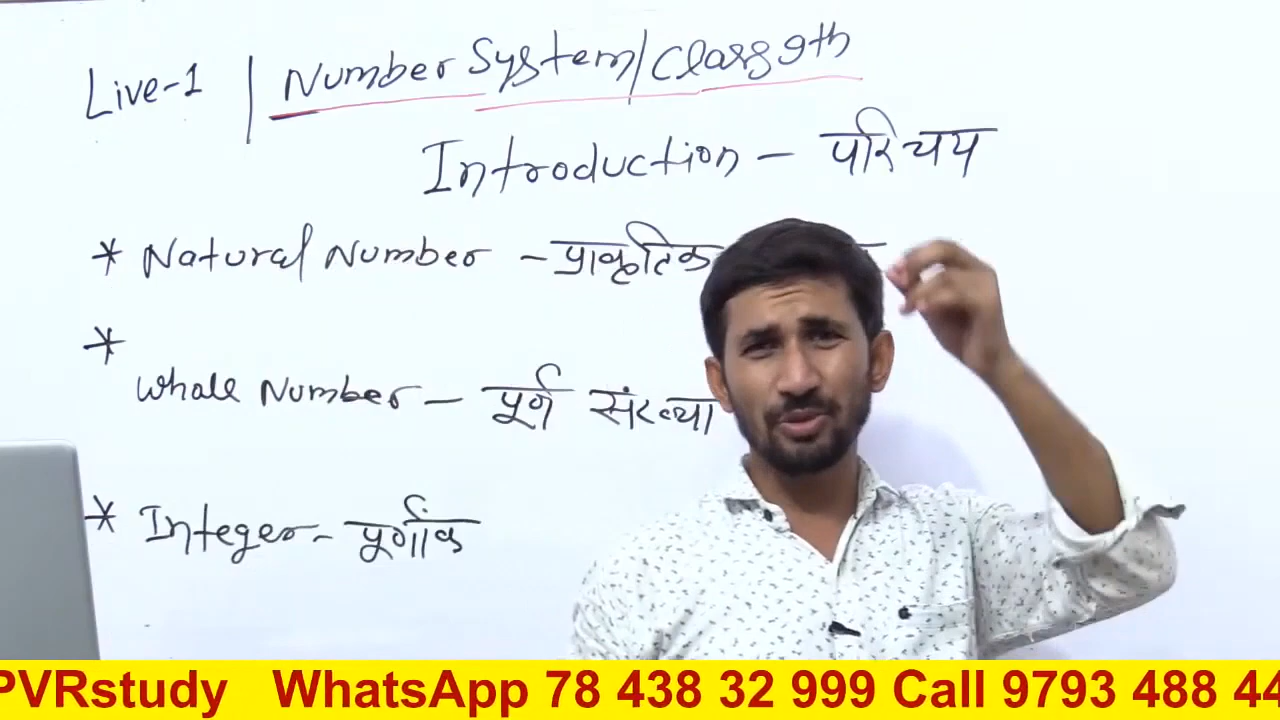 Live-1 | Number System/Class 9th
Introduction - परिचय
* Natural Number - प्राकृतिक
*
Whole Number - पूर्ण संख्या
* Integer - पूर्णांक
PVRstudy WhatsApp 78 438 32 999 Call 9793 488 44